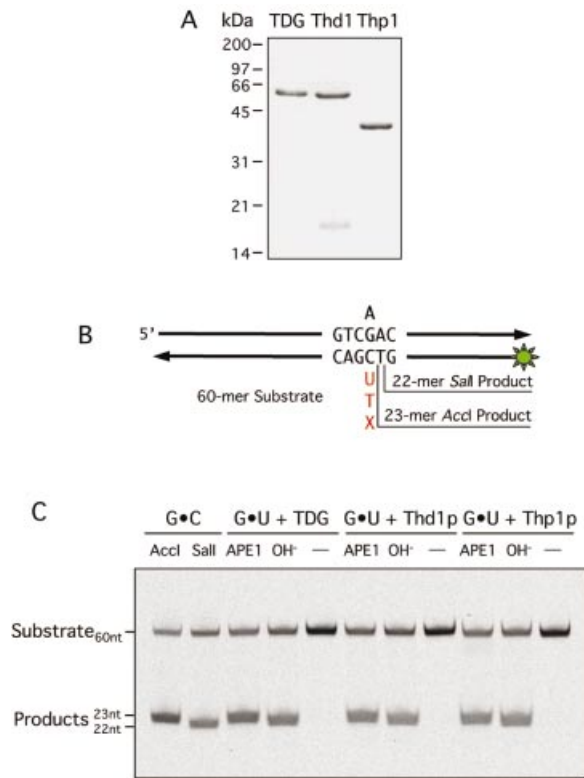 A
kDa TDG Thd1 Thp1
200
97
66
45
31
21
14
B
A
5' GTCGAC
CAGCTG
U
T
X
60-mer Substrate
22-mer SalI Product
23-mer AccI Product
C
G•C G•U + TDG G•U + Thd1p G•U + Thp1p
AccI SalI APE1 OH- — APE1 OH- — APE1 OH- —
Substrate 60nt
Products 23nt
22nt